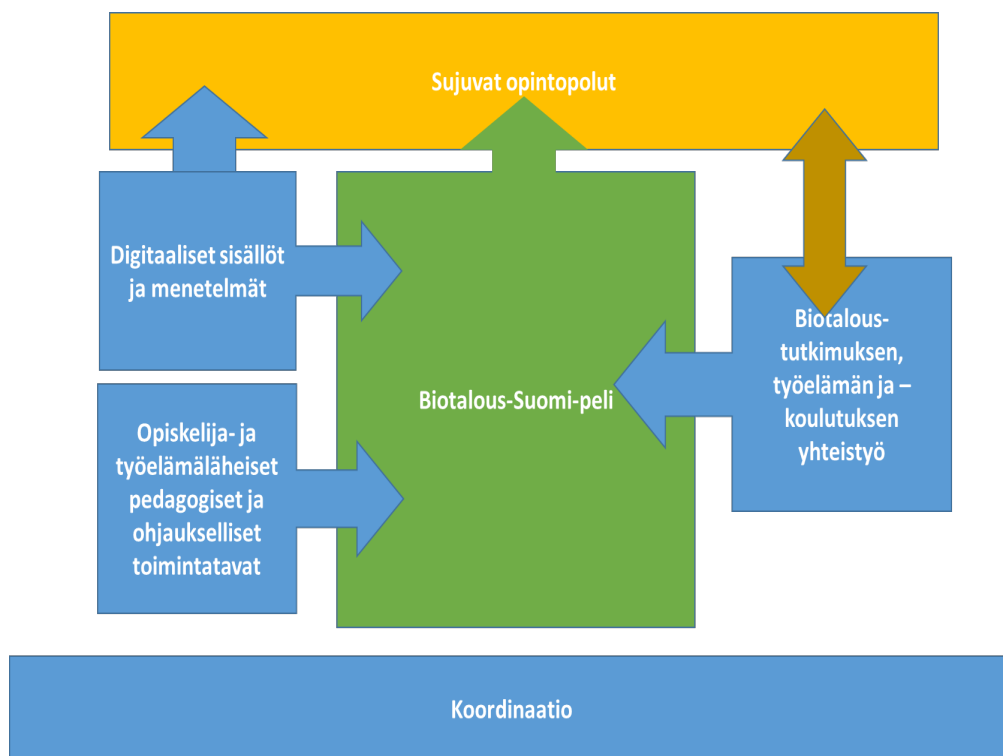 Sujuvat opintopolut
Digitaaliset sisällöt
ja menetelmät
Biotalous-Suomi-peli
Biotalous-
tutkimuksen,
työelämän ja –
koulutuksen
yhteistyö
Opiskelija- ja
työelämäläheiset
pedagogiset ja
ohjaukselliset
toimintatavat
Koordinaatio